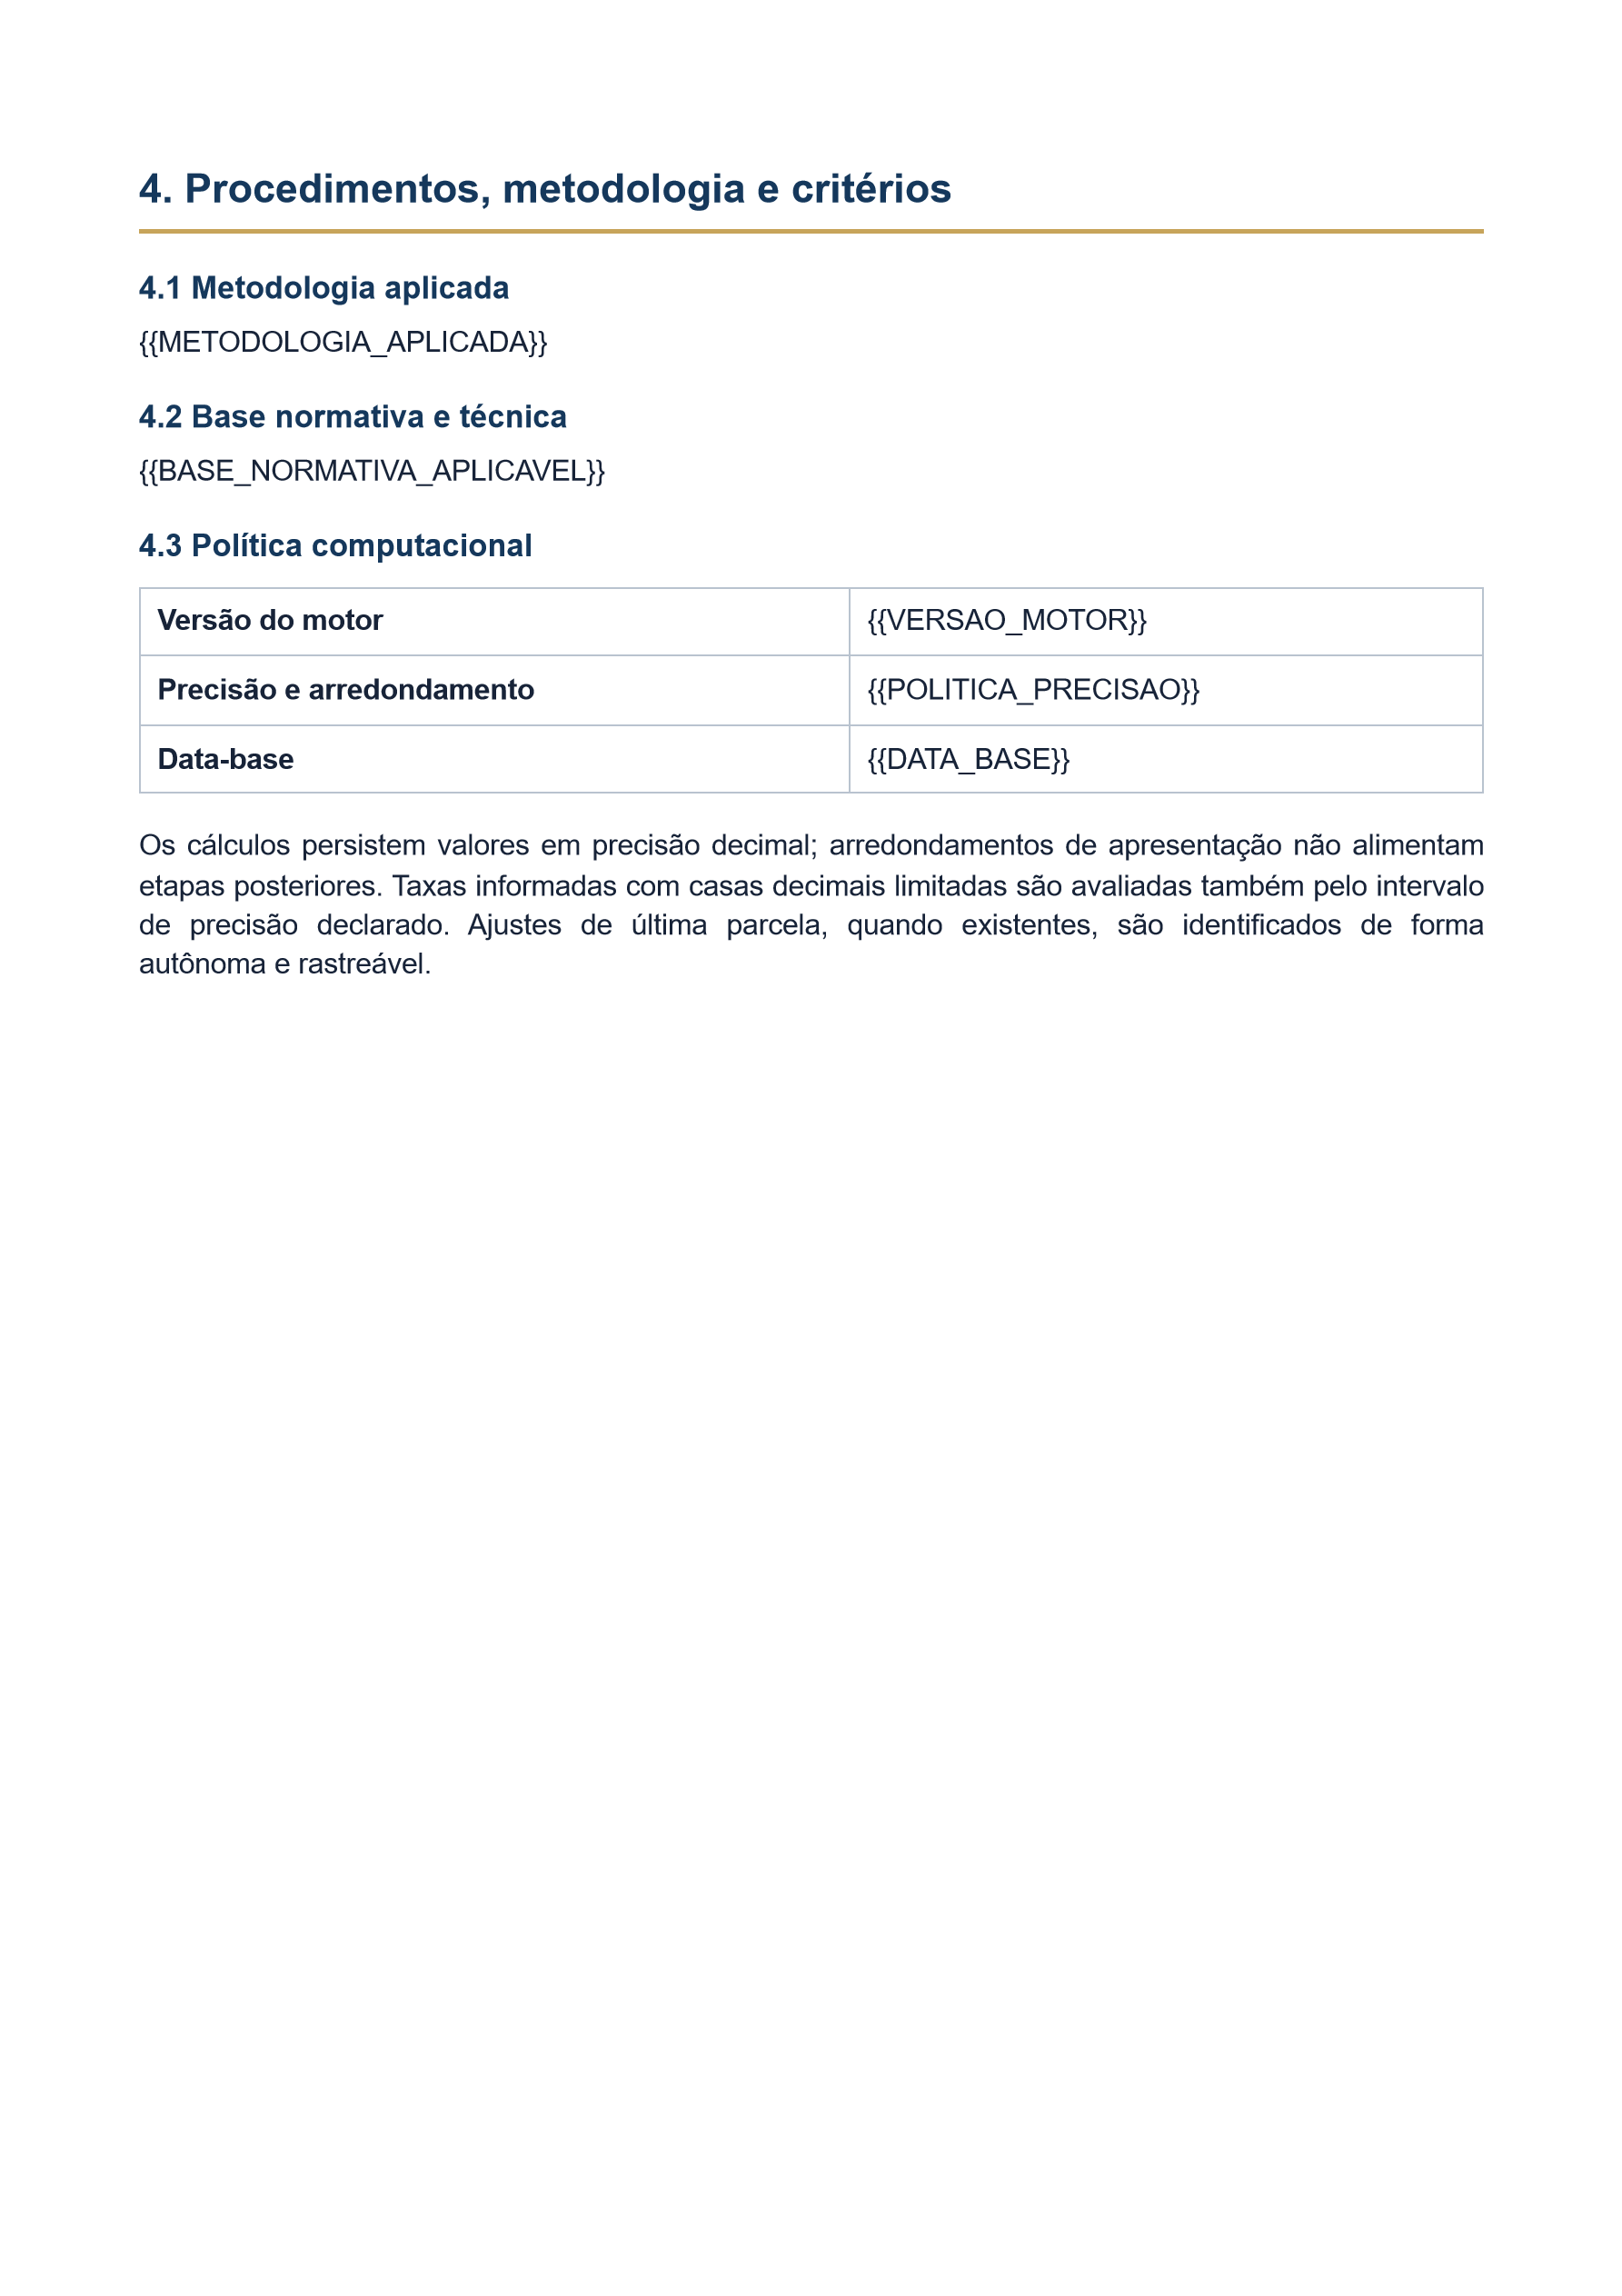 4. Procedimentos, metodologia e critérios
4.1 Metodologia aplicada
{{METODOLOGIA_APLICADA}}
4.2 Base normativa e técnica
{{BASE_NORMATIVA_APLICAVEL}}
4.3 Política computacional
Versão do motor {{VERSAO_MOTOR}}
Precisão e arredondamento {{POLITICA_PRECISAO}}
Data-base {{DATA_BASE}}
Os cálculos persistem valores em precisão decimal; arredondamentos de apresentação não alimentam
etapas posteriores. Taxas informadas com casas decimais limitadas são avaliadas também pelo intervalo
de precisão declarado. Ajustes de última parcela, quando existentes, são identificados de forma
autônoma e rastreável.